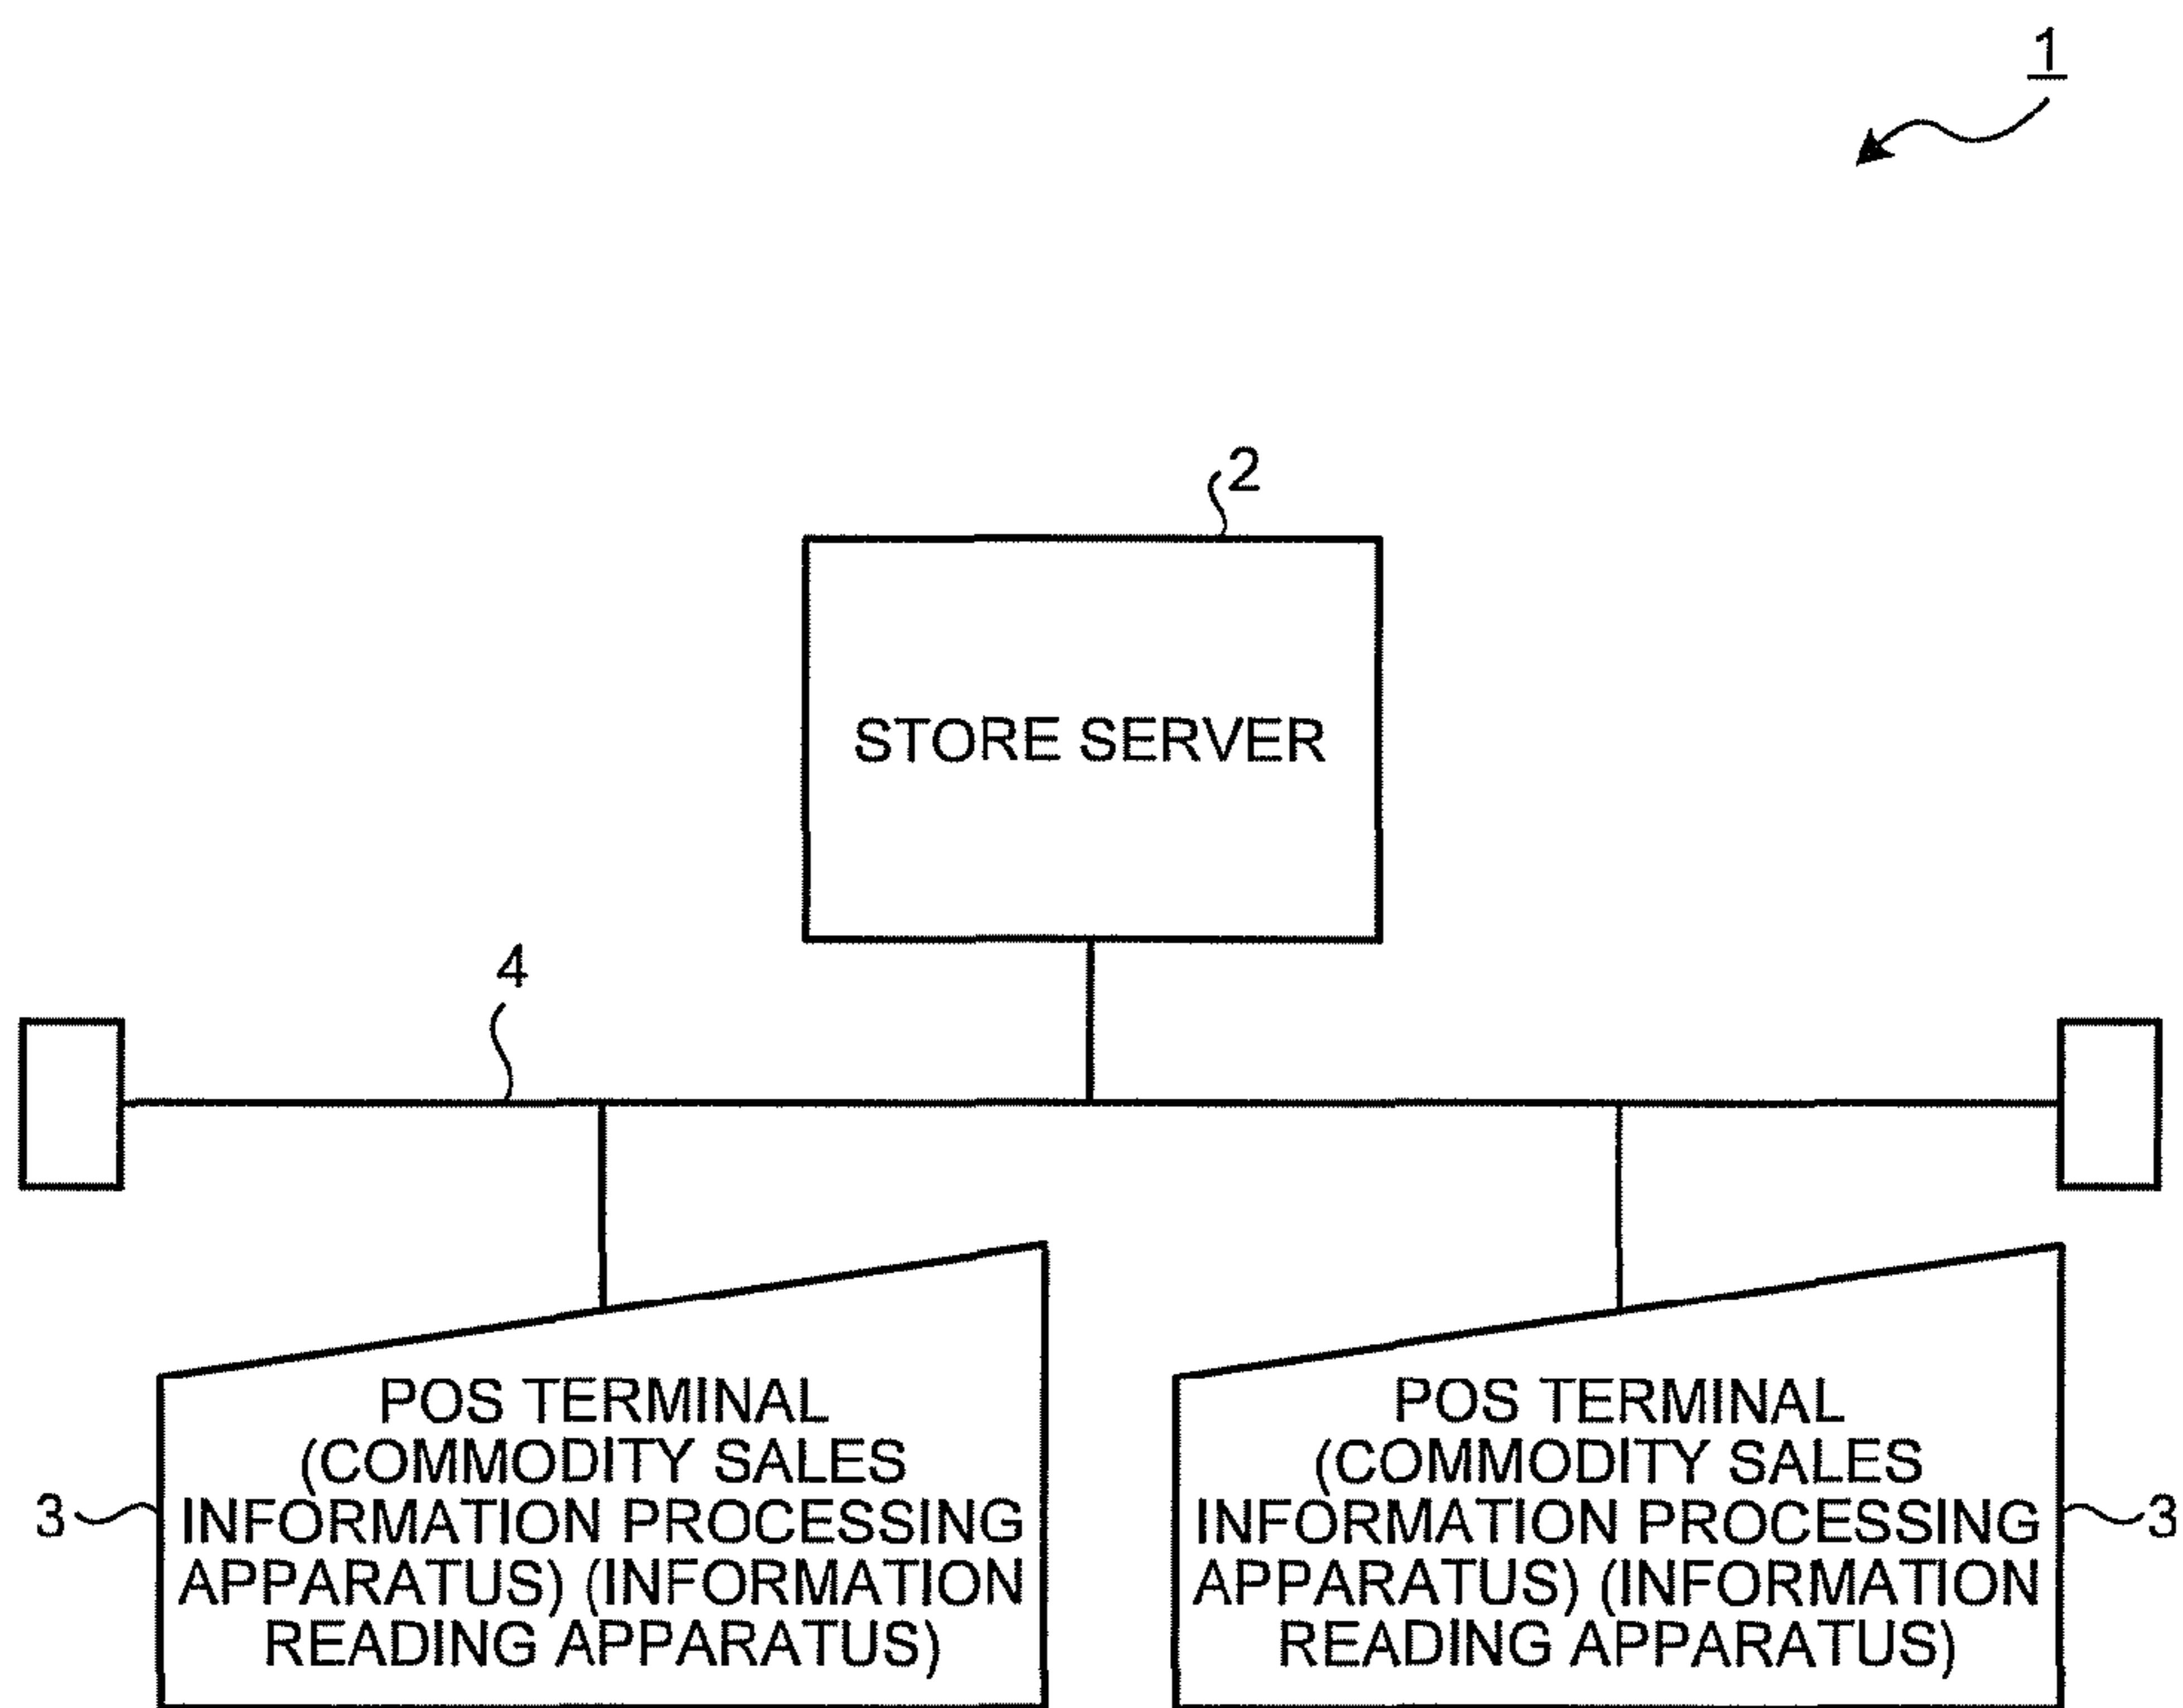 1
2
STORE SERVER
4
POS TERMINAL
(COMMODITY SALES
INFORMATION PROCESSING
APPARATUS) (INFORMATION
READING APPARATUS)
3
POS TERMINAL
(COMMODITY SALES
INFORMATION PROCESSING
APPARATUS) (INFORMATION
READING APPARATUS)
3